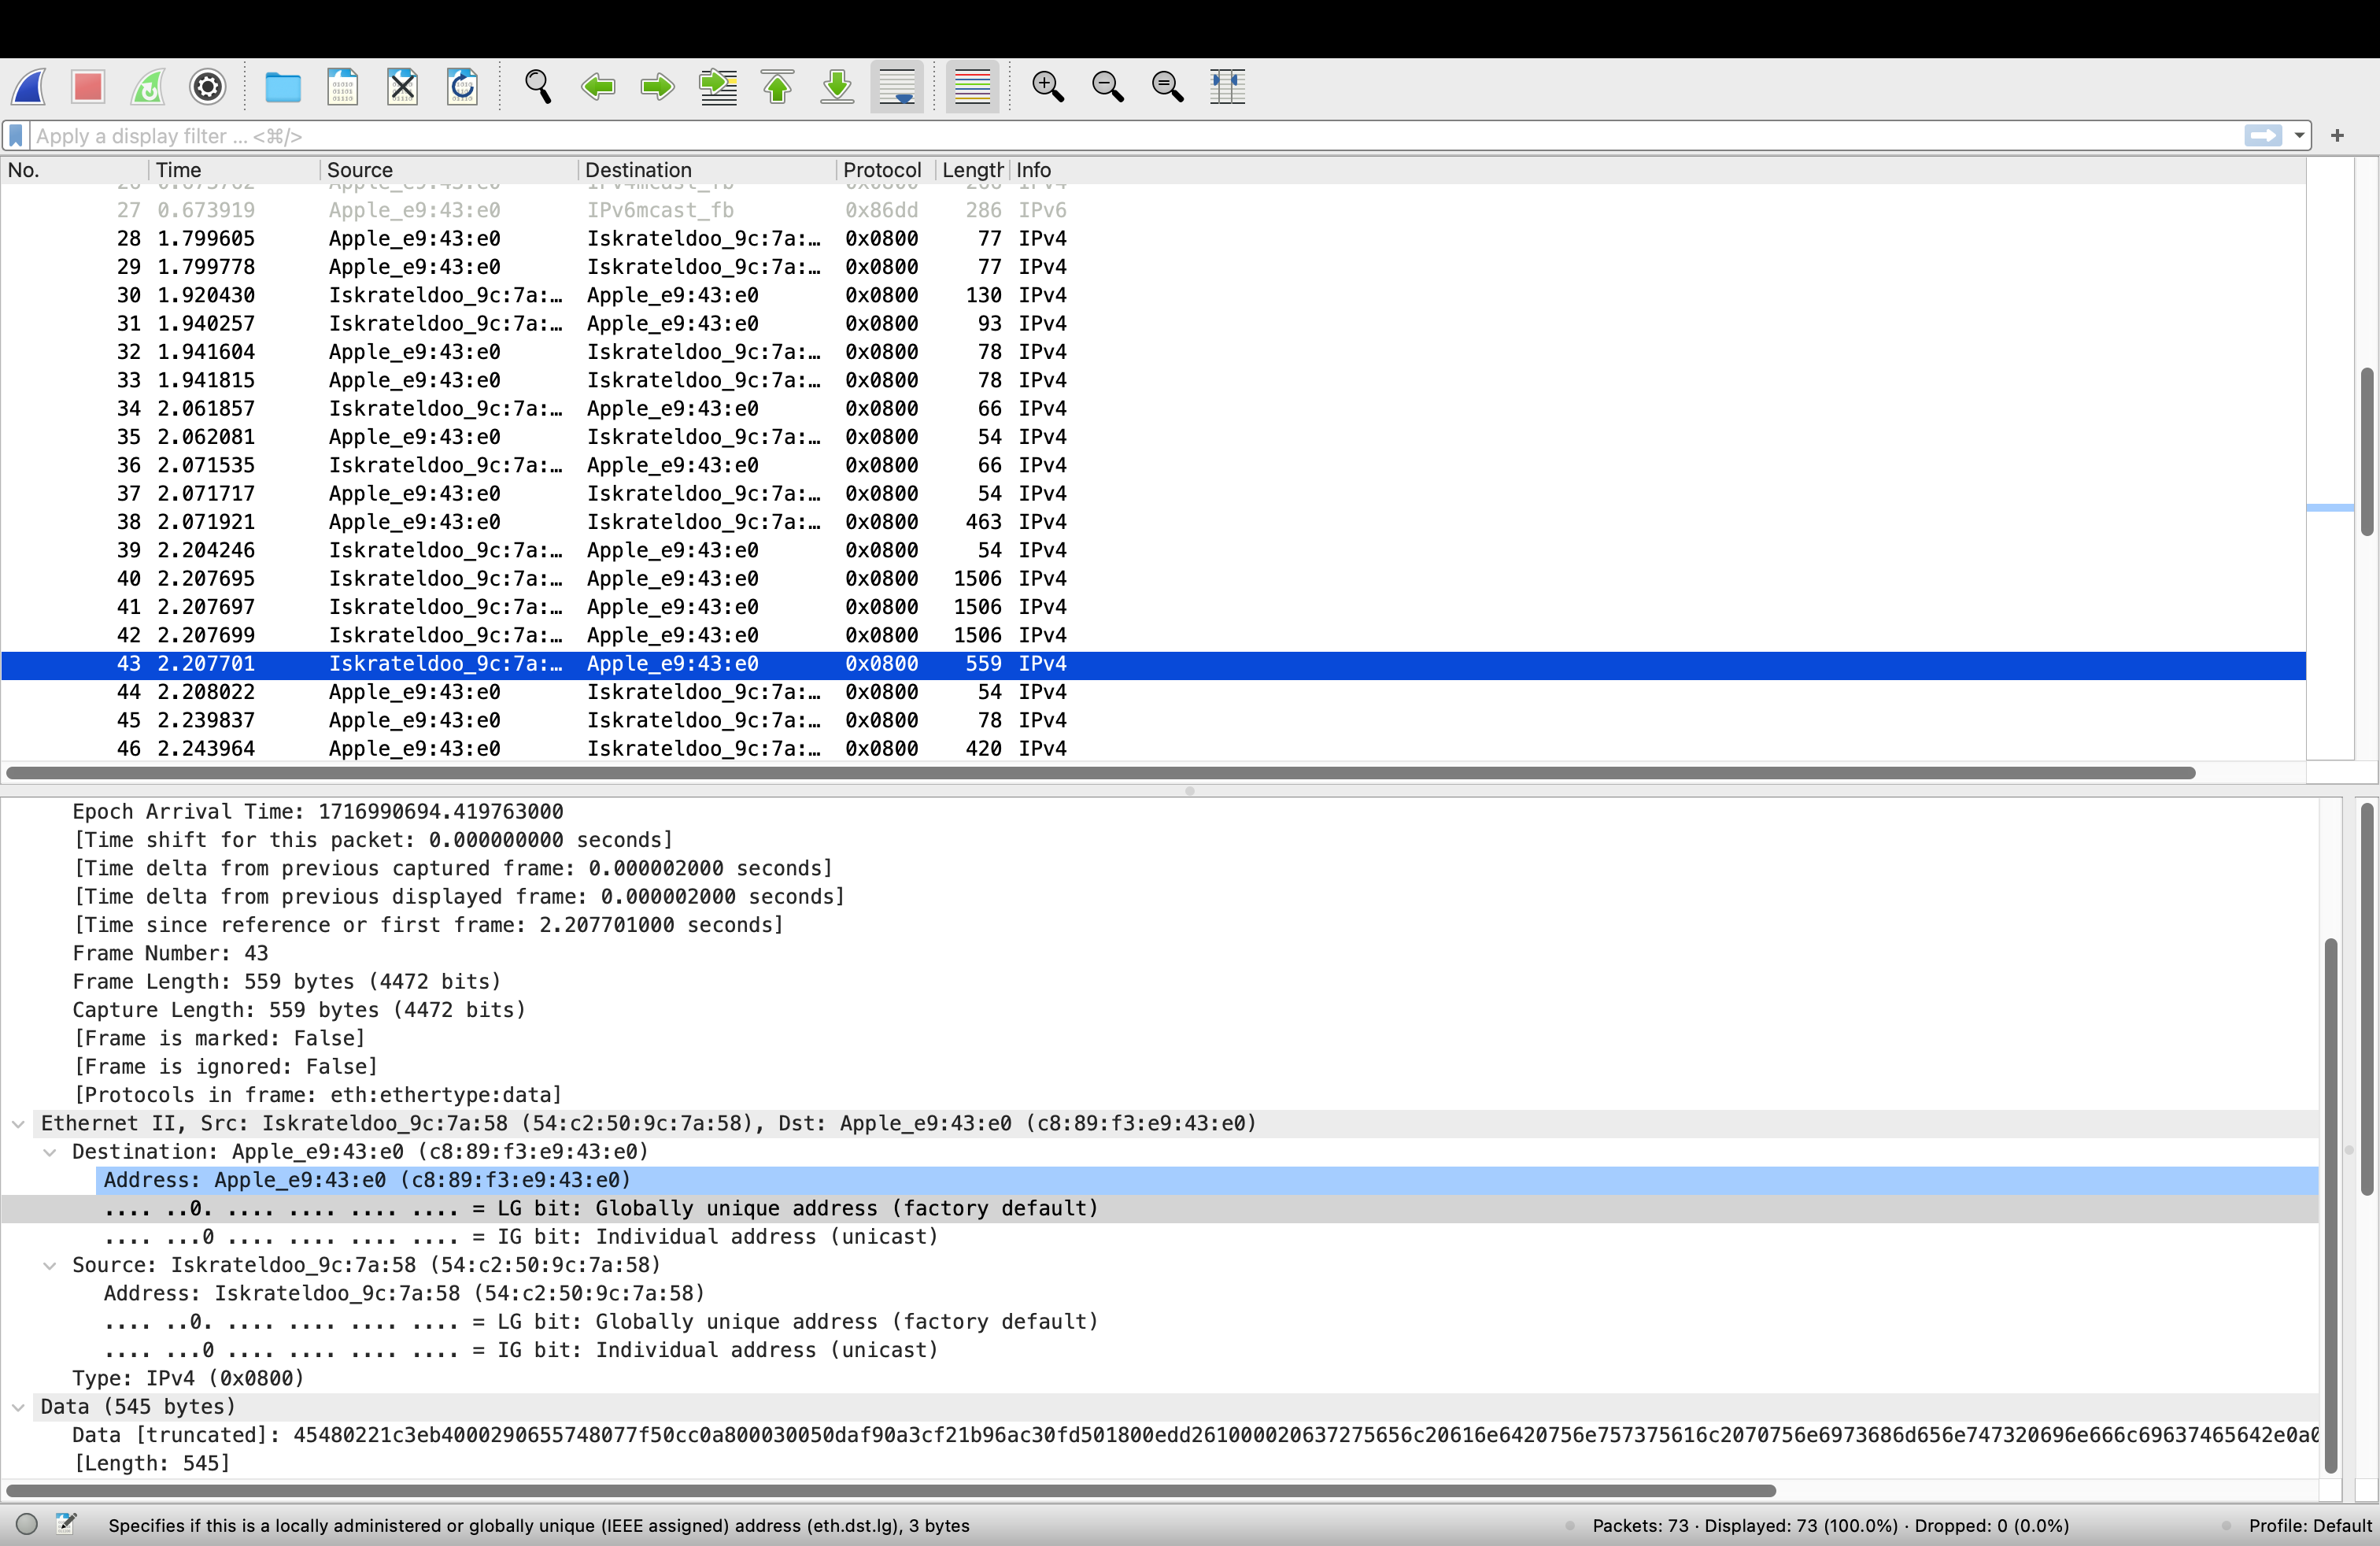 Apply a display filter ... <⌘/>
No. Time Source Destination Protocol Length Info
27 0.673919 Apple_e9:43:e0 IPv6mcast_fb 0x86dd 286 IPv6
28 1.799605 Apple_e9:43:e0 Iskrateldoo_9c:7a:… 0x0800 77 IPv4
29 1.799778 Apple_e9:43:e0 Iskrateldoo_9c:7a:… 0x0800 77 IPv4
30 1.920430 Iskrateldoo_9c:7a:… Apple_e9:43:e0 0x0800 130 IPv4
31 1.940257 Iskrateldoo_9c:7a:… Apple_e9:43:e0 0x0800 93 IPv4
32 1.941604 Apple_e9:43:e0 Iskrateldoo_9c:7a:… 0x0800 78 IPv4
33 1.941815 Apple_e9:43:e0 Iskrateldoo_9c:7a:… 0x0800 78 IPv4
34 2.061857 Iskrateldoo_9c:7a:… Apple_e9:43:e0 0x0800 66 IPv4
35 2.062081 Apple_e9:43:e0 Iskrateldoo_9c:7a:… 0x0800 54 IPv4
36 2.071535 Iskrateldoo_9c:7a:… Apple_e9:43:e0 0x0800 66 IPv4
37 2.071717 Apple_e9:43:e0 Iskrateldoo_9c:7a:… 0x0800 54 IPv4
38 2.071921 Apple_e9:43:e0 Iskrateldoo_9c:7a:… 0x0800 463 IPv4
39 2.204246 Iskrateldoo_9c:7a:… Apple_e9:43:e0 0x0800 54 IPv4
40 2.207695 Iskrateldoo_9c:7a:… Apple_e9:43:e0 0x0800 1506 IPv4
41 2.207697 Iskrateldoo_9c:7a:… Apple_e9:43:e0 0x0800 1506 IPv4
42 2.207699 Iskrateldoo_9c:7a:… Apple_e9:43:e0 0x0800 1506 IPv4
43 2.207701 Iskrateldoo_9c:7a:… Apple_e9:43:e0 0x0800 559 IPv4
44 2.208022 Apple_e9:43:e0 Iskrateldoo_9c:7a:… 0x0800 54 IPv4
45 2.239837 Apple_e9:43:e0 Iskrateldoo_9c:7a:… 0x0800 78 IPv4
46 2.243964 Apple_e9:43:e0 Iskrateldoo_9c:7a:… 0x0800 420 IPv4
Epoch Arrival Time: 1716990694.419763000
[Time shift for this packet: 0.000000000 seconds]
[Time delta from previous captured frame: 0.000002000 seconds]
[Time delta from previous displayed frame: 0.000002000 seconds]
[Time since reference or first frame: 2.207701000 seconds]
Frame Number: 43
Frame Length: 559 bytes (4472 bits)
Capture Length: 559 bytes (4472 bits)
[Frame is marked: False]
[Frame is ignored: False]
[Protocols in frame: eth:ethertype:data]
Ethernet II, Src: Iskrateldoo_9c:7a:58 (54:c2:50:9c:7a:58), Dst: Apple_e9:43:e0 (c8:89:f3:e9:43:e0)
Destination: Apple_e9:43:e0 (c8:89:f3:e9:43:e0)
Address: Apple_e9:43:e0 (c8:89:f3:e9:43:e0)
.... ..0. .... .... .... .... = LG bit: Globally unique address (factory default)
.... ...0 .... .... .... .... = IG bit: Individual address (unicast)
Source: Iskrateldoo_9c:7a:58 (54:c2:50:9c:7a:58)
Address: Iskrateldoo_9c:7a:58 (54:c2:50:9c:7a:58)
.... ..0. .... .... .... .... = LG bit: Globally unique address (factory default)
.... ...0 .... .... .... .... = IG bit: Individual address (unicast)
Type: IPv4 (0x0800)
Data (545 bytes)
Data [truncated]: 45480221c3eb4000290655748077f50cc0a800030050daf90a3cf21b96ac30fd501800edd261000020637275656c20616e6420756e757375616c2070756e6973686d656e747320696e666c69637465642e0a0
[Length: 545]
Specifies if this is a locally administered or globally unique (IEEE assigned) address (eth.dst.lg), 3 bytes
Packets: 73 · Displayed: 73 (100.0%) · Dropped: 0 (0.0%)
Profile: Default